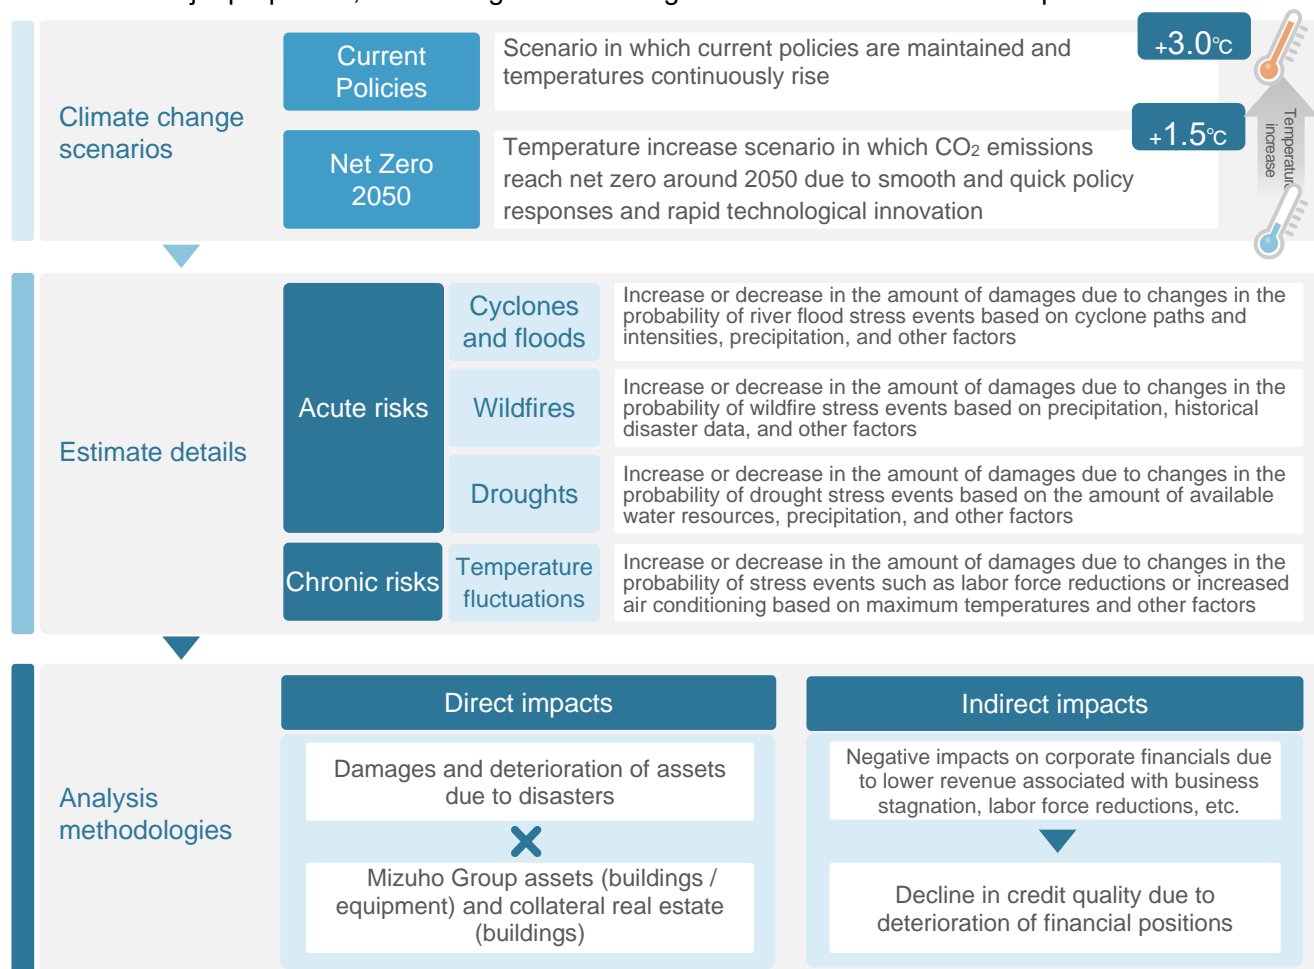 Current
Policies
Scenario in which current policies are maintained and
temperatures continuously rise
+3.0℃
Climate change
scenarios
Net Zero
2050
Temperature increase scenario in which CO₂ emissions
reach net zero around 2050 due to smooth and quick policy
responses and rapid technological innovation
+1.5℃
Temperature
increase
Estimate details
Acute risks
Cyclones
and floods
Increase or decrease in the amount of damages due to changes in the
probability of river flood stress events based on cyclone paths and
intensities, precipitation, and other factors
Wildfires
Increase or decrease in the amount of damages due to changes in the
probability of wildfire stress events based on precipitation, historical
disaster data, and other factors
Droughts
Increase or decrease in the amount of damages due to changes in the
probability of drought stress events based on the amount of available
water resources, precipitation, and other factors
Chronic risks
Temperature
fluctuations
Increase or decrease in the amount of damages due to changes in the
probability of stress events such as labor force reductions or increased
air conditioning based on maximum temperatures and other factors
Analysis
methodologies
Direct impacts
Damages and deterioration of assets
due to disasters
Mizuho Group assets (buildings /
equipment) and collateral real estate
(buildings)
Indirect impacts
Negative impacts on corporate financials due
to lower revenue associated with business
stagnation, labor force reductions, etc.
Decline in credit quality due to
deterioration of financial positions